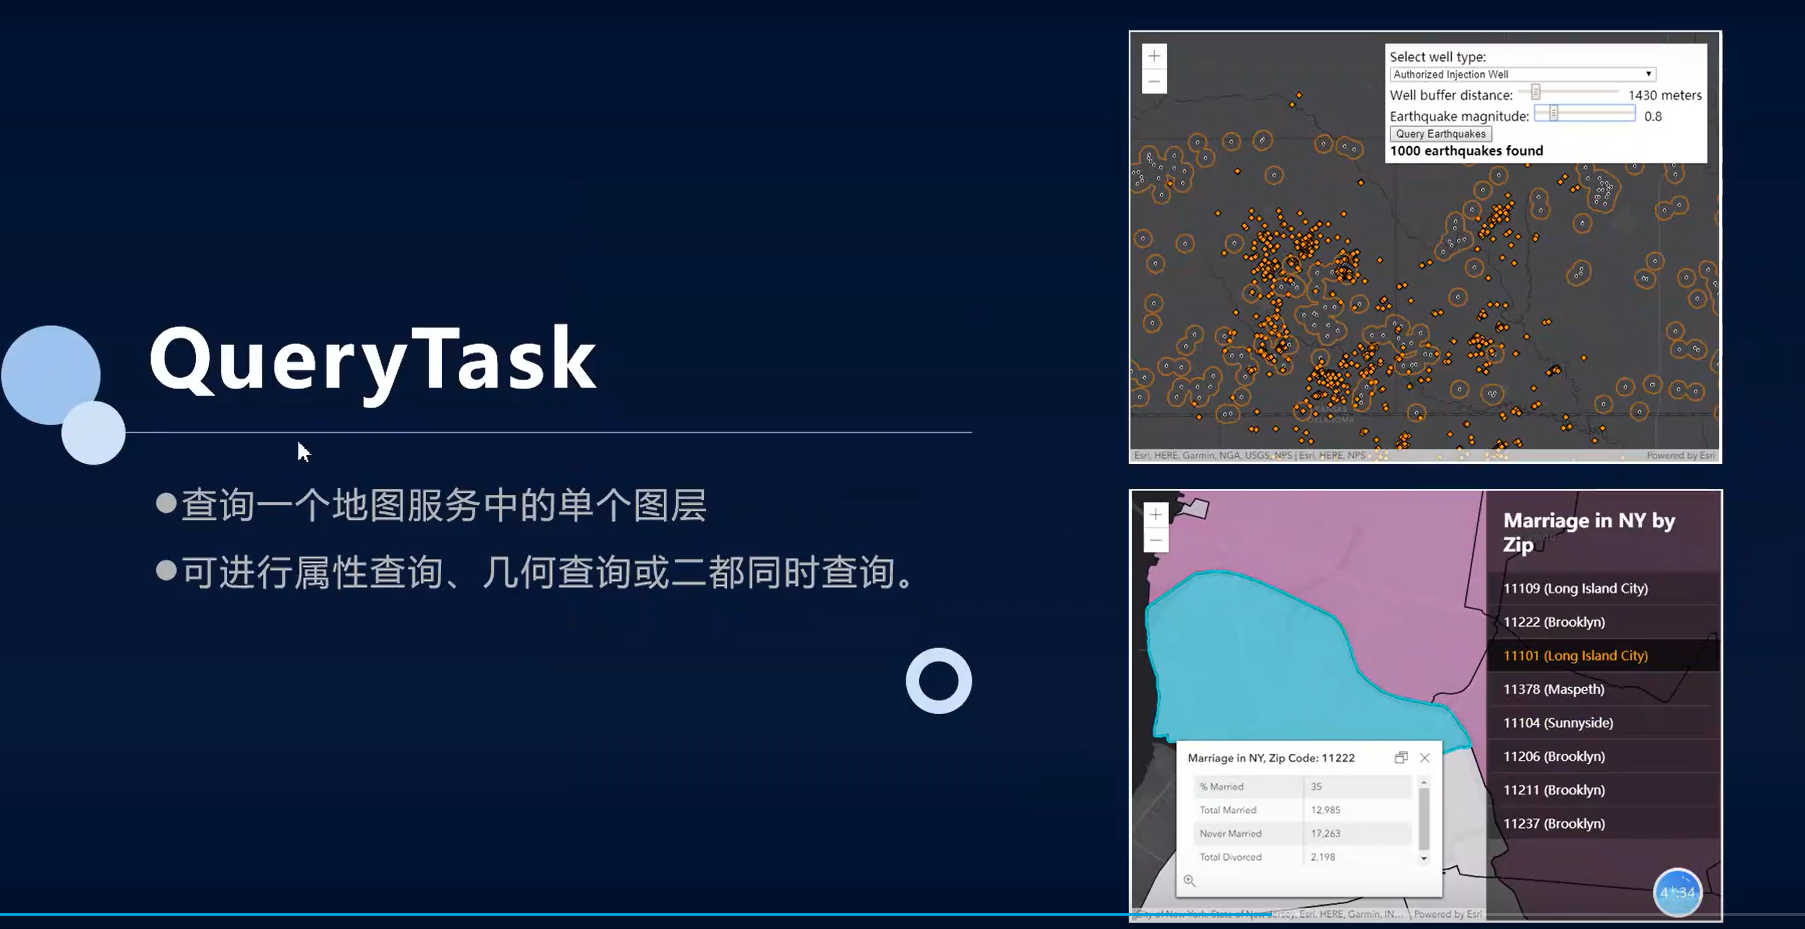 QueryTask
●查询一个地图服务中的单个图层
●可进行属性查询、几何查询或二都同时查询。
+
−
Select well type:
Authorized Injection Well
Well buffer distance: 1430 meters
Earthquake magnitude: 0.8
Query Earthquakes
1000 earthquakes found
KANSAS
OKLAHOMA
Esri, HERE, Garmin, NGA, USGS, NPS | Esri, HERE, NPS
Powered by Esri
+
−
Marriage in NY by
Zip
11109 (Long Island City)
11222 (Brooklyn)
11101 (Long Island City)
11378 (Maspeth)
11104 (Sunnyside)
11206 (Brooklyn)
11211 (Brooklyn)
11237 (Brooklyn)
Marriage in NY, Zip Code: 11222
% Married 35
Total Married 12,985
Never Married 17,263
Total Divorced 2,198
City of New York, State of New Jersey, Esri, HERE, Garmin, IN...
Powered by Esri